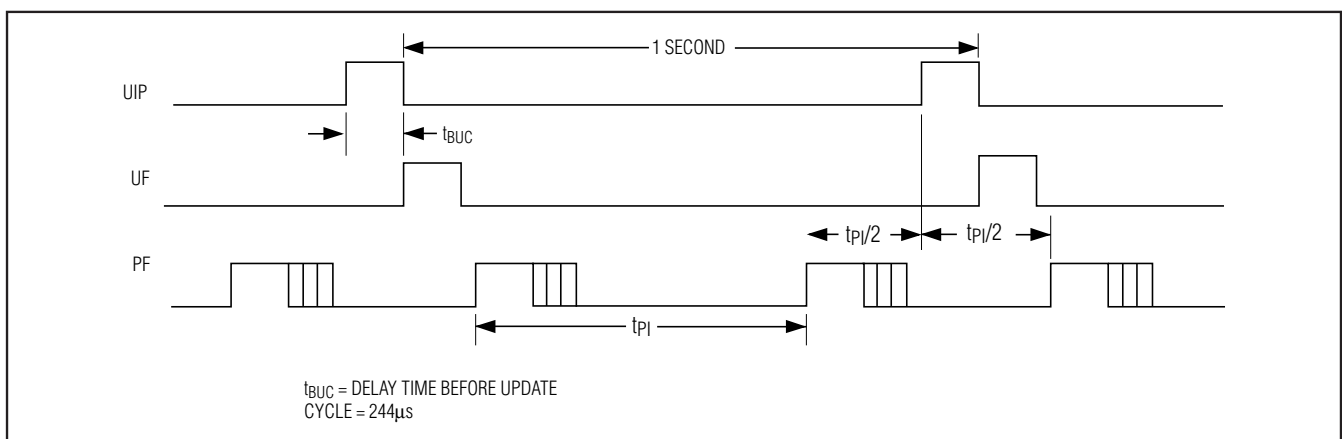 1 SECOND
UIP
tBUC
UF
tPI/2
tPI/2
PF
tPI
tBUC = DELAY TIME BEFORE UPDATE
CYCLE = 244μs